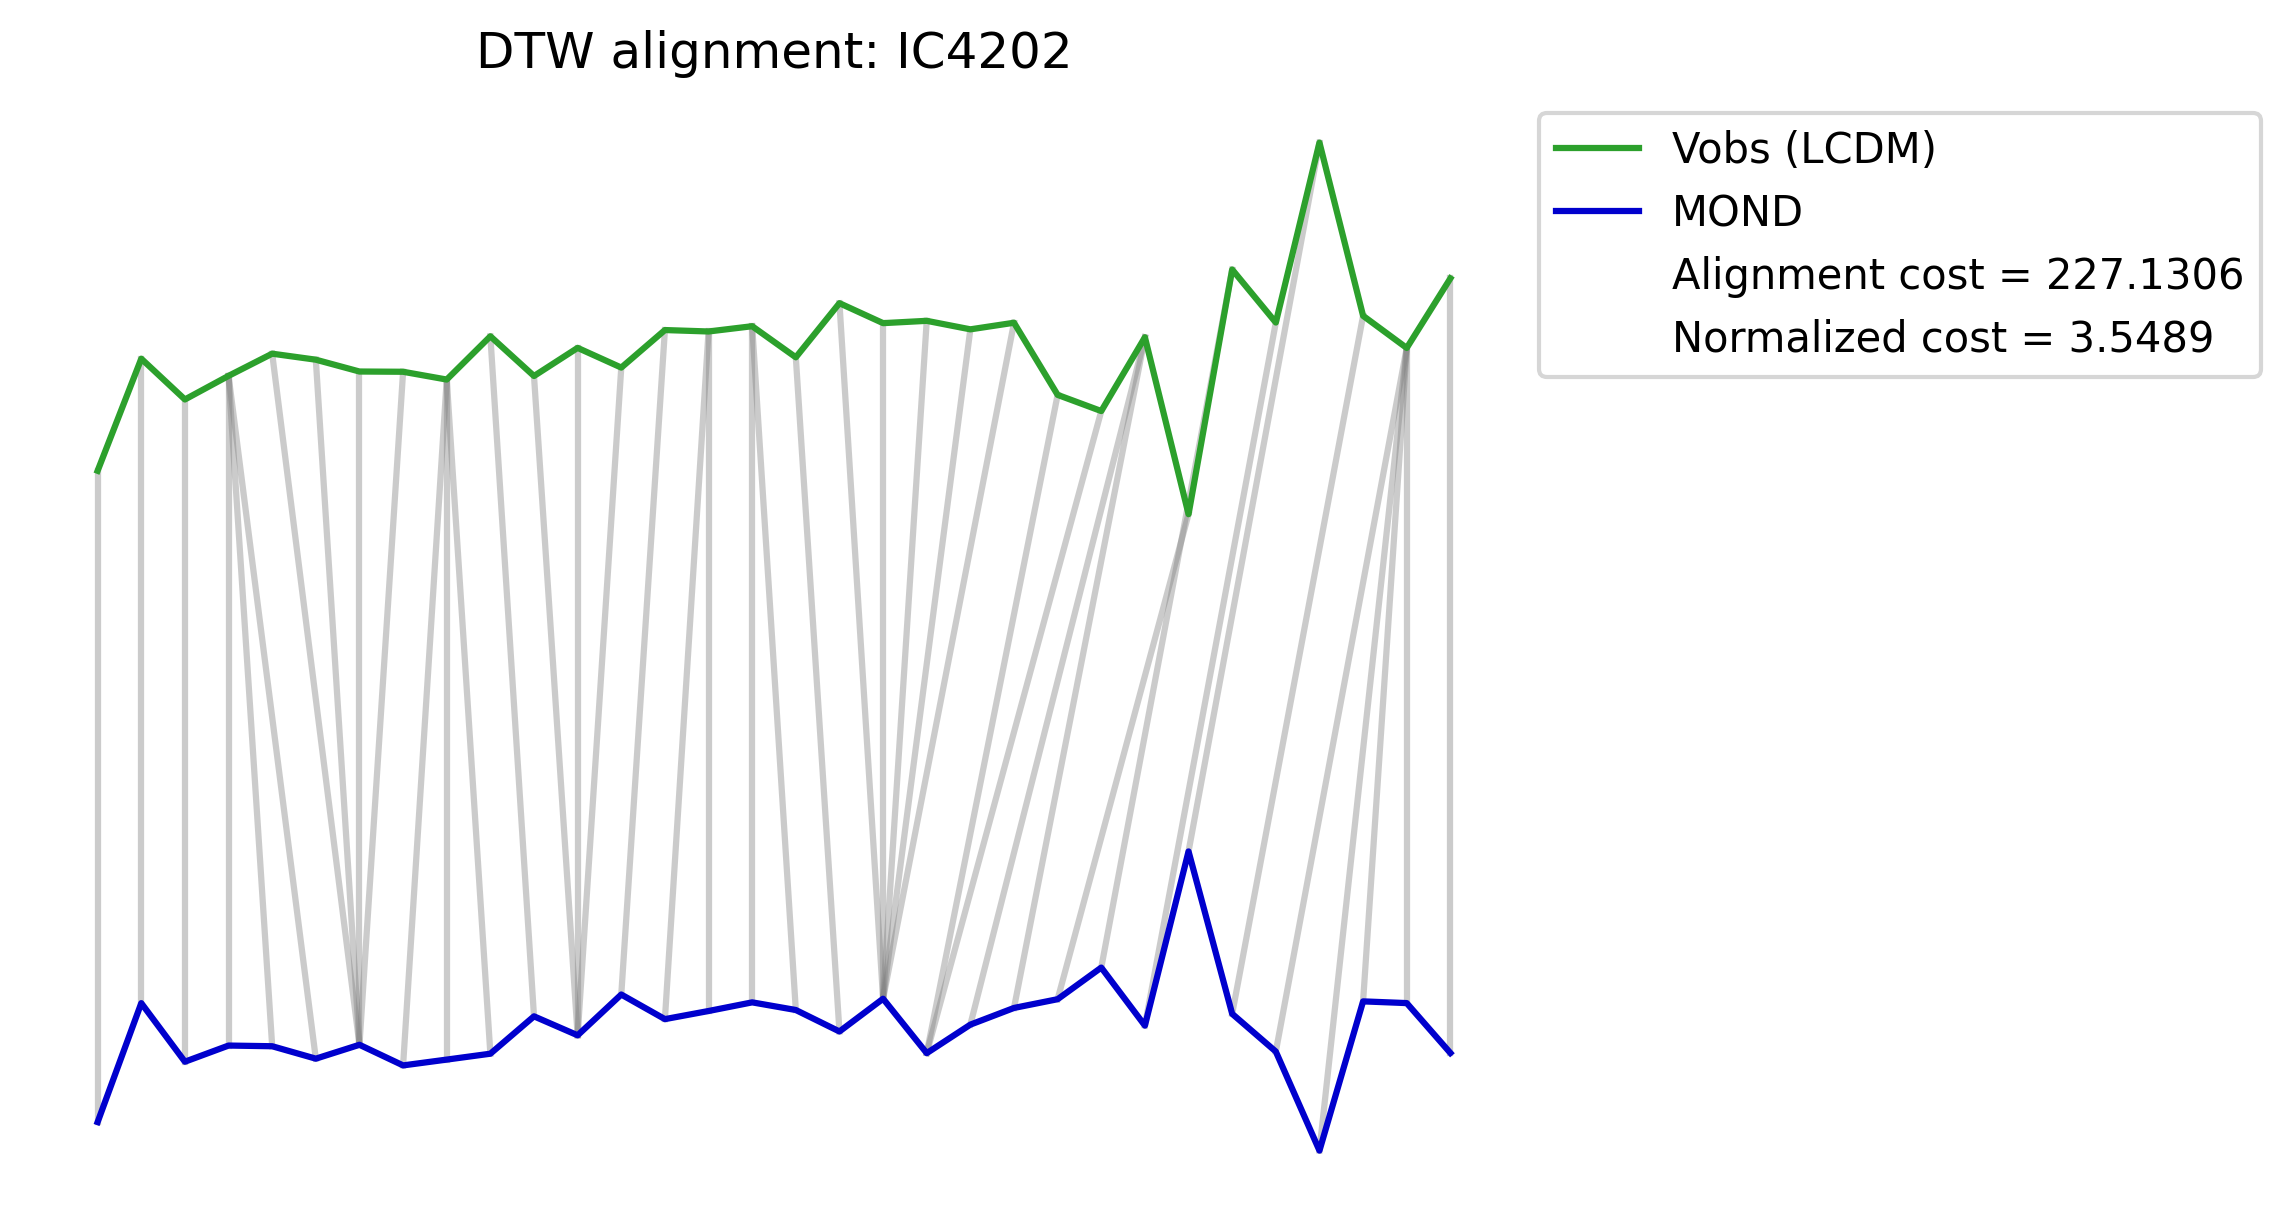 DTW alignment: IC4202
Vobs (LCDM)
MOND
Alignment cost = 227.1306
Normalized cost = 3.5489